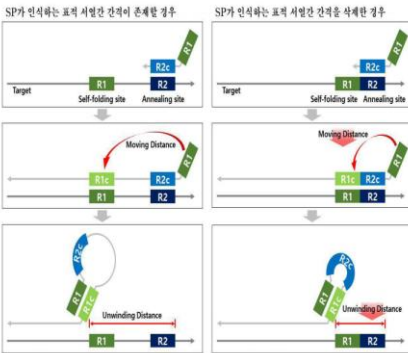 SP가 인식하는 표적 서열간 간격이 존재할 경우
SP가 인식하는 표적 서열간 간격을 삭제한 경우
R1
R2c
R1
R2
Target
Self-folding site
Annealing site
R1
R2c
R1
R2
Target
Self-folding site
Annealing site
Moving Distance
R1
R1c
R2c
R1
R2
Moving Distance
R1
R1c
R2c
R1
R2
R2c
R1
R1c
Unwinding Distance
R1
R2
R2c
R1
R1c
Unwinding Distance
R1
R2